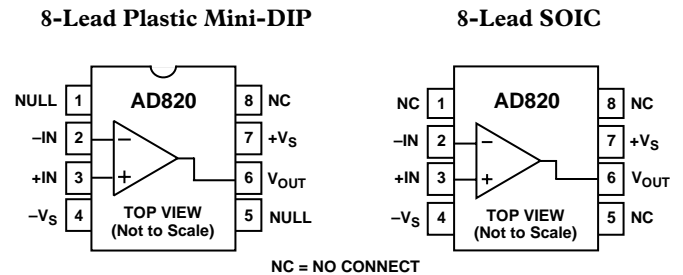 8-Lead Plastic Mini-DIP
NULL 1 AD820 8 NC
–IN 2 – 7 +VS
+IN 3 + 6 VOUT
–VS 4 TOP VIEW 5 NULL
(Not to Scale)
8-Lead SOIC
NC 1 AD820 8 NC
–IN 2 – 7 +VS
+IN 3 + 6 VOUT
–VS 4 TOP VIEW 5 NC
(Not to Scale)
NC = NO CONNECT